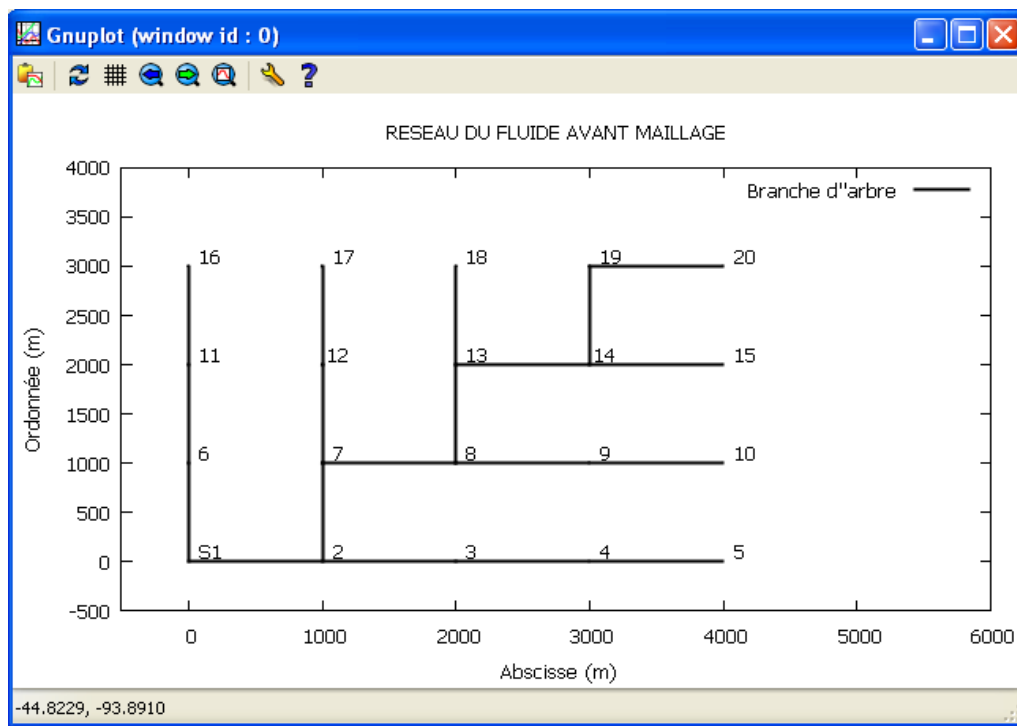 Gnuplot (window id : 0)
RESEAU DU FLUIDE AVANT MAILLAGE
4000
Branche d''arbre
3500
3000
16 17 18 19 20
2500
2000
11 12 13 14 15
1500
1000
6 7 8 9 10
500
0
S1 2 3 4 5
-500
0 1000 2000 3000 4000 5000 6000
Ordonnée (m)
Abscisse (m)
-44.8229, -93.8910